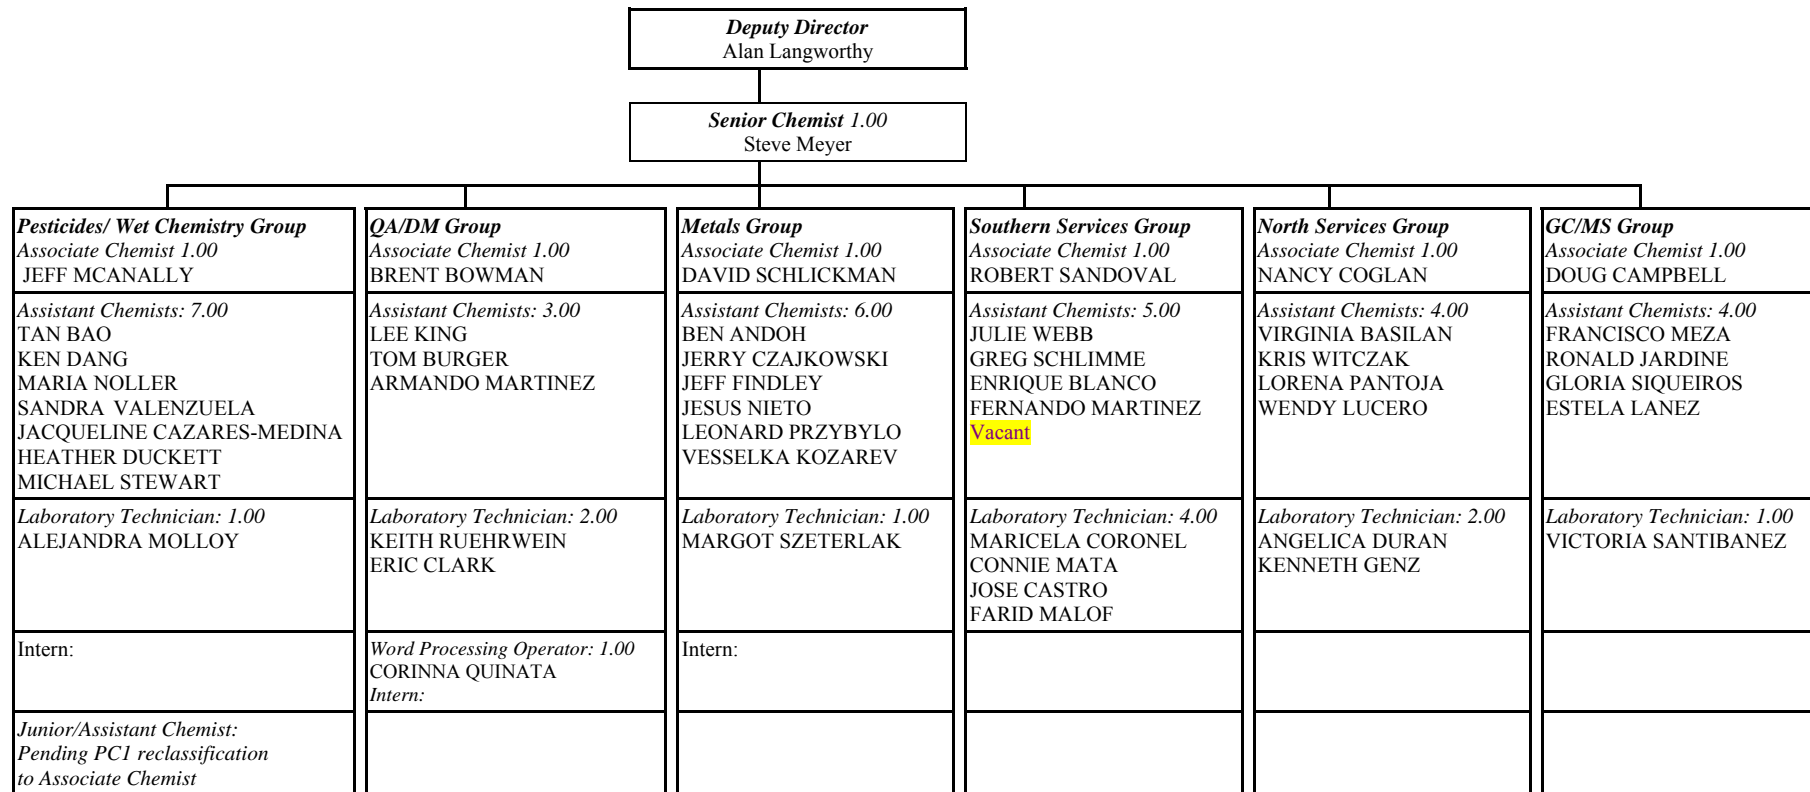 Deputy Director
Alan Langworthy
Senior Chemist 1.00
Steve Meyer
Pesticides/ Wet Chemistry Group
Associate Chemist 1.00
JEFF MCANALLY
Assistant Chemists: 7.00
TAN BAO
KEN DANG
MARIA NOLLER
SANDRA VALENZUELA
JACQUELINE CAZARES-MEDINA
HEATHER DUCKETT
MICHAEL STEWART
Laboratory Technician: 1.00
ALEJANDRA MOLLOY
Intern:
Junior/Assistant Chemist:
Pending PC1 reclassification
to Associate Chemist
QA/DM Group
Associate Chemist 1.00
BRENT BOWMAN
Assistant Chemists: 3.00
LEE KING
TOM BURGER
ARMANDO MARTINEZ
Laboratory Technician: 2.00
KEITH RUEHRWEIN
ERIC CLARK
Word Processing Operator: 1.00
CORINNA QUINATA
Intern:
Metals Group
Associate Chemist 1.00
DAVID SCHLICKMAN
Assistant Chemists: 6.00
BEN ANDOH
JERRY CZAJKOWSKI
JEFF FINDLEY
JESUS NIETO
LEONARD PRZYBYLO
VESSELKA KOZAREV
Laboratory Technician: 1.00
MARGOT SZETERLAK
Intern:
Southern Services Group
Associate Chemist 1.00
ROBERT SANDOVAL
Assistant Chemists: 5.00
JULIE WEBB
GREG SCHLIMME
ENRIQUE BLANCO
FERNANDO MARTINEZ
Vacant
Laboratory Technician: 4.00
MARICELA CORONEL
CONNIE MATA
JOSE CASTRO
FARID MALOF
North Services Group
Associate Chemist 1.00
NANCY COGLAN
Assistant Chemists: 4.00
VIRGINIA BASILAN
KRIS WITCZAK
LORENA PANTOJA
WENDY LUCERO
Laboratory Technician: 2.00
ANGELICA DURAN
KENNETH GENZ
GC/MS Group
Associate Chemist 1.00
DOUG CAMPBELL
Assistant Chemists: 4.00
FRANCISCO MEZA
RONALD JARDINE
GLORIA SIQUEIROS
ESTELA LANEZ
Laboratory Technician: 1.00
VICTORIA SANTIBANEZ